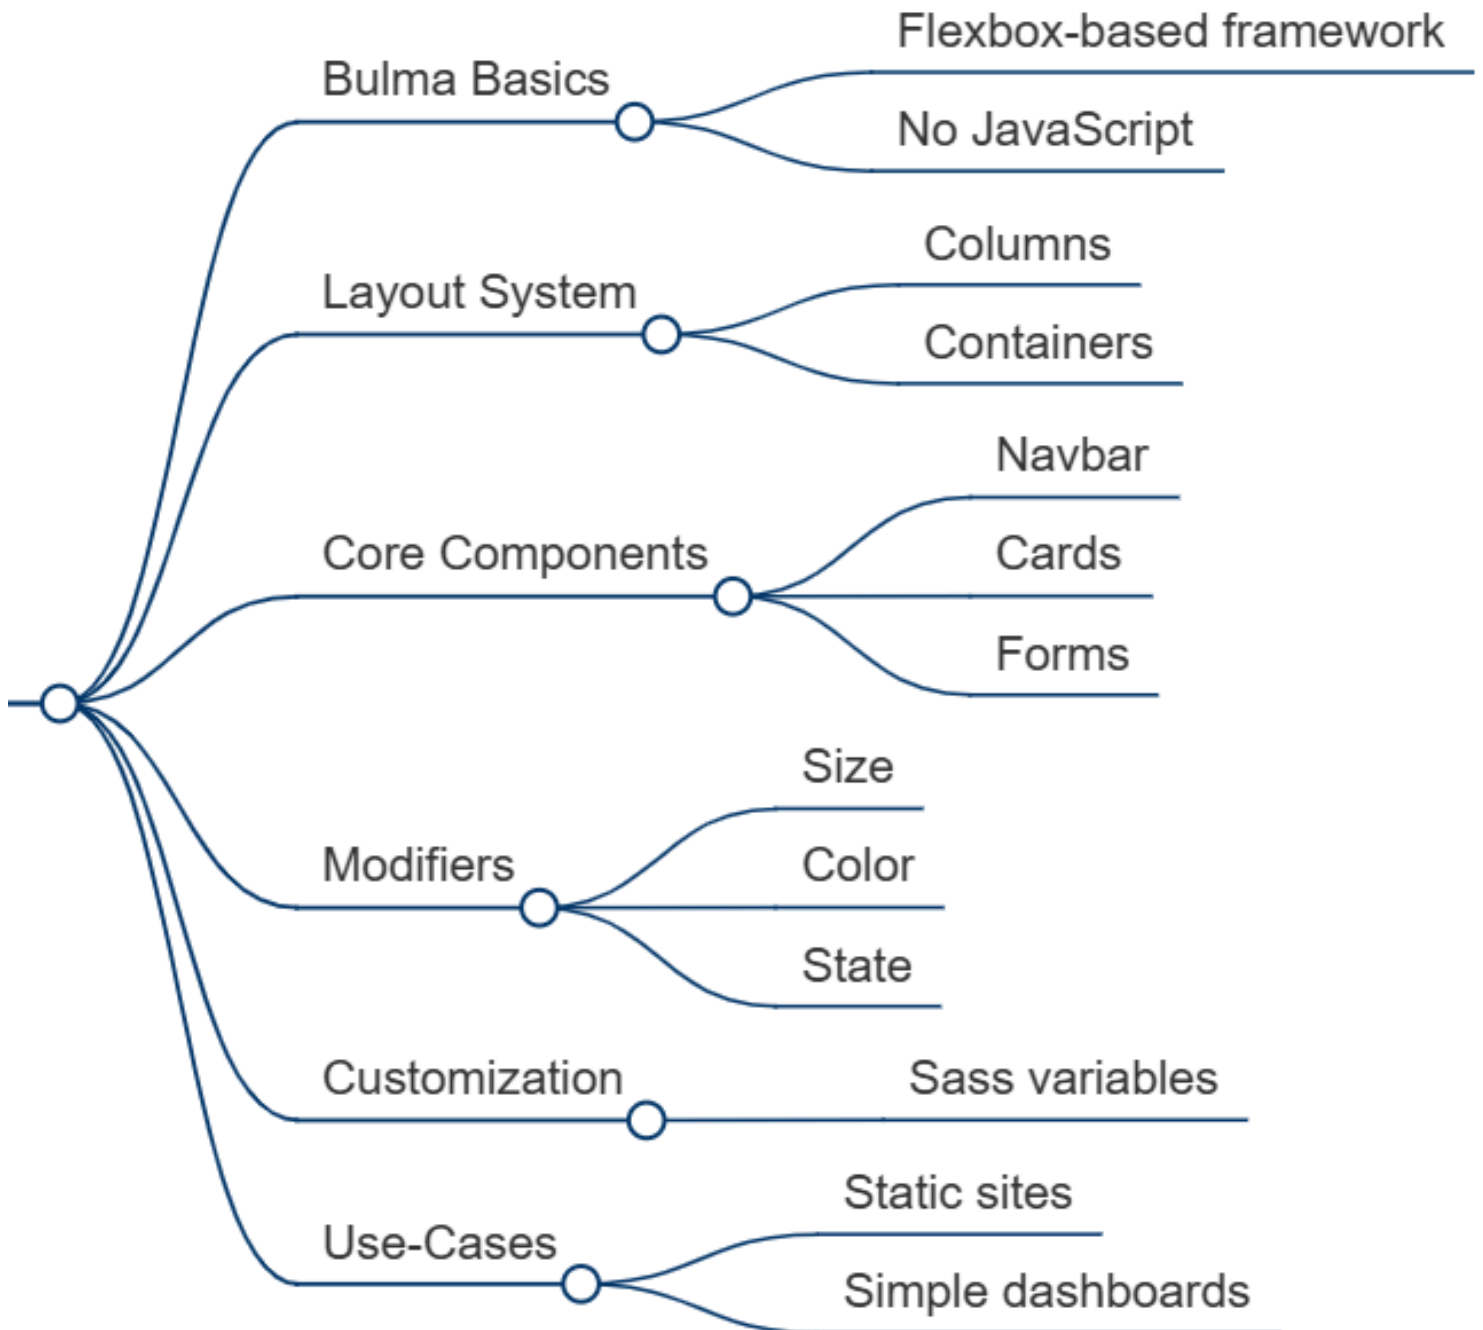 Bulma Basics
Flexbox-based framework
No JavaScript
Layout System
Columns
Containers
Core Components
Navbar
Cards
Forms
Modifiers
Size
Color
State
Customization
Sass variables
Use-Cases
Static sites
Simple dashboards